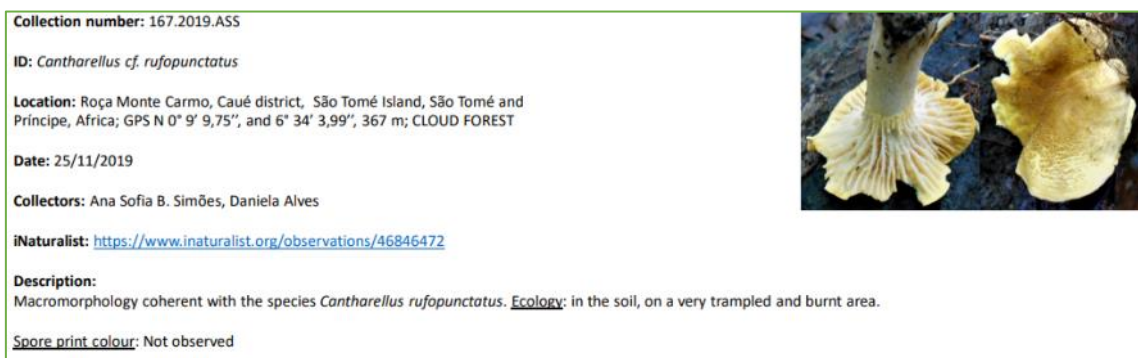 Collection number: 167.2019.ASS
ID: Cantharellus cf. rufopunctatus
Location: Roça Monte Carmo, Caué district, São Tomé Island, São Tomé and
Príncipe, Africa; GPS N 0° 9’ 9,75’’, and 6° 34’ 3,99’’, 367 m; CLOUD FOREST
Date: 25/11/2019
Collectors: Ana Sofia B. Simões, Daniela Alves
iNaturalist: https://www.inaturalist.org/observations/46846472
Description:
Macromorphology coherent with the species Cantharellus rufopunctatus. Ecology: in the soil, on a very trampled and burnt area.
Spore print colour: Not observed